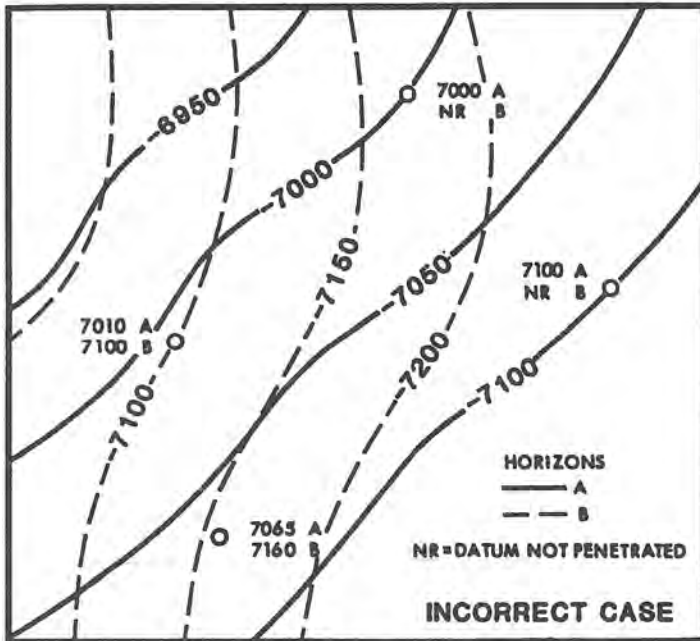 7000 A
NR B
-6950
-7000
-7150-
-7050
7100 A
NR B
7010 A
7100 B
-7200
-7100-
-7100
HORIZONS
A
B
7065 A
7160 B
NR=DATUM NOT PENETRATED
INCORRECT CASE